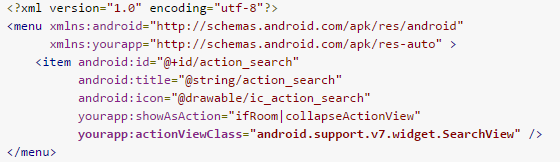 <?xml version="1.0" encoding="utf-8"?>
<menu xmlns:android="http://schemas.android.com/apk/res/android"
xmlns:yourapp="http://schemas.android.com/apk/res-auto" >
<item android:id="@+id/action_search"
android:title="@string/action_search"
android:icon="@drawable/ic_action_search"
yourapp:showAsAction="ifRoom|collapseActionView"
yourapp:actionViewClass="android.support.v7.widget.SearchView" />
</menu>